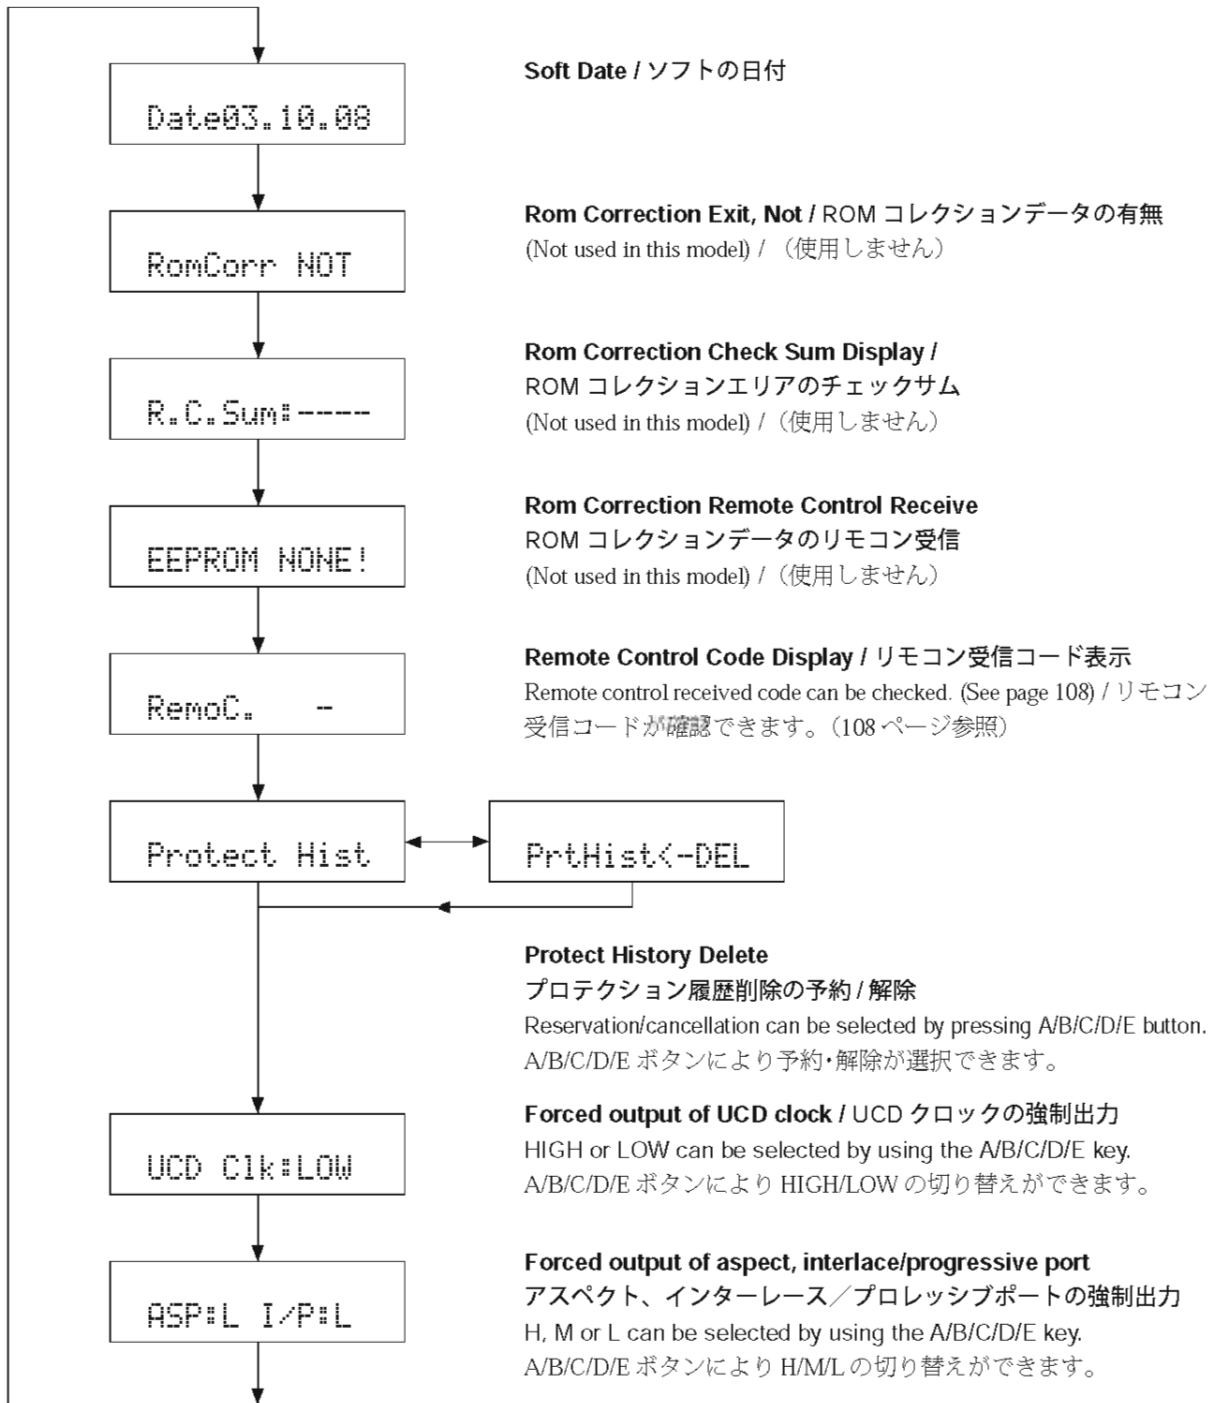 Soft Date / ソフトの日付
Date03.10.08
Rom Correction Exit, Not / ROM コレクションデータの有無
(Not used in this model) / （使用しません）
RomCorr NOT
Rom Correction Check Sum Display /
ROM コレクションエリアのチェックサム
(Not used in this model) / （使用しません）
R.C.Sum:----
Rom Correction Remote Control Receive
ROM コレクションデータのリモコン受信
(Not used in this model) / （使用しません）
EEPROM NONE!
Remote Control Code Display / リモコン受信コード表示
Remote control received code can be checked. (See page 108) / リモコン
受信コードが確認できます。（108 ページ参照）
RemoC. -
Protect Hist
PrtHist<-DEL
Protect History Delete
プロテクション履歴削除の予約 / 解除
Reservation/cancellation can be selected by pressing A/B/C/D/E button.
A/B/C/D/E ボタンにより予約・解除が選択できます。
Forced output of UCD clock / UCD クロックの強制出力
HIGH or LOW can be selected by using the A/B/C/D/E key.
A/B/C/D/E ボタンにより HIGH/LOW の切り替えができます。
UCD Clk:LOW
Forced output of aspect, interlace/progressive port
アスペクト、インターレース／プロレッシブポートの強制出力
H, M or L can be selected by using the A/B/C/D/E key.
A/B/C/D/E ボタンにより H/M/L の切り替えができます。
ASP:L I/P:L